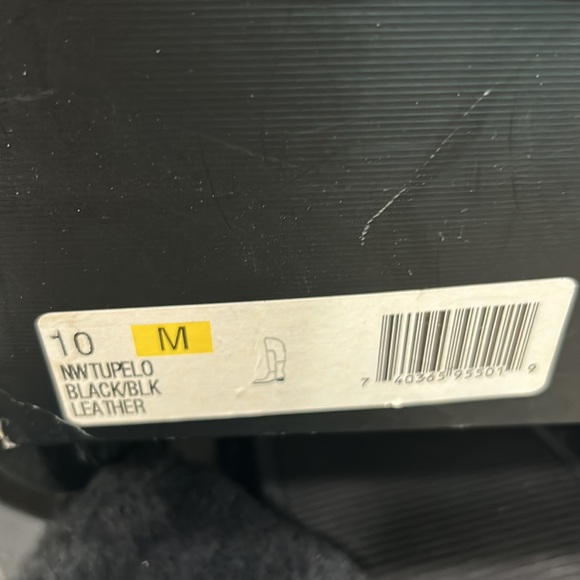 10 M
NWTUPELO
BLACK/BLK
LEATHER
7 40365 95501 9